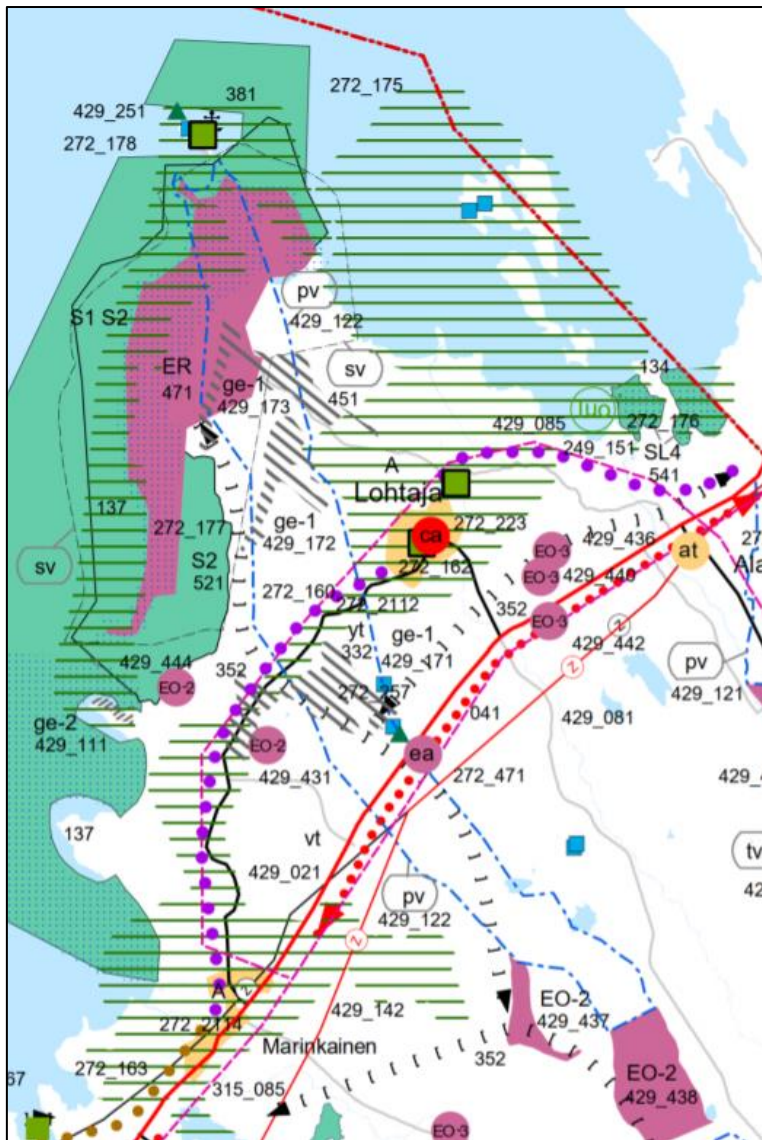 381
272_175
429_251
272_178
pv
429_122
S1 S2
sv
ER
471
451
ge-1
429_173
134
luo
272_176
429_085
249_151
SL4
541
A
Lohtaja
137
272_177
ge-1
429_172
272_223
ca
EO-3
429_436
at
sv
S2
521
272_162
EO-3
429_440
272_160
272_2112
352
EO-3
yt
332
ge-1
429_171
429_442
z
pv
429_121
429_444
352
z
EO-2
272_257
ge-2
429_111
041
429_081
EO-2
ea
429_431
272_471
137
vt
tv
429_021
pv
429_122
z
A
z
EO-2
429_437
429_142
272_2114
Marinkainen
352
272_163
EO-2
315_085
429_438
EO-3